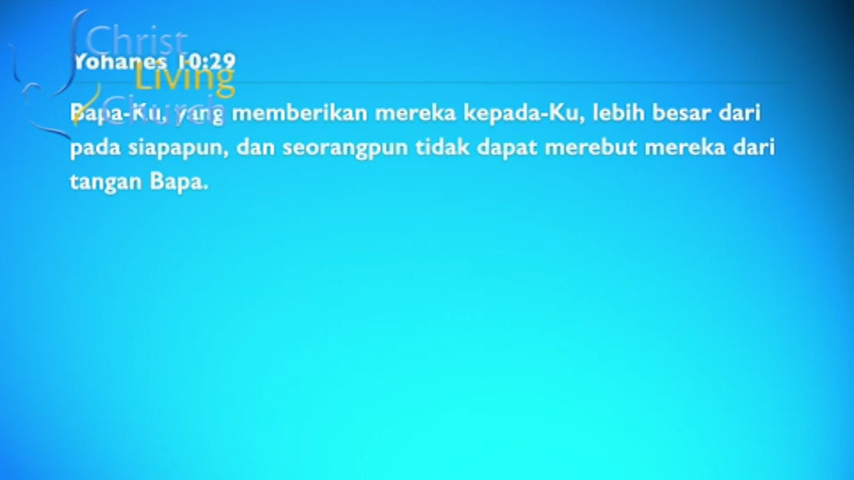 Christ
Living
Church
Yohanes 10:29
Bapa-Ku, yang memberikan mereka kepada-Ku, lebih besar dari
pada siapapun, dan seorangpun tidak dapat merebut mereka dari
tangan Bapa.